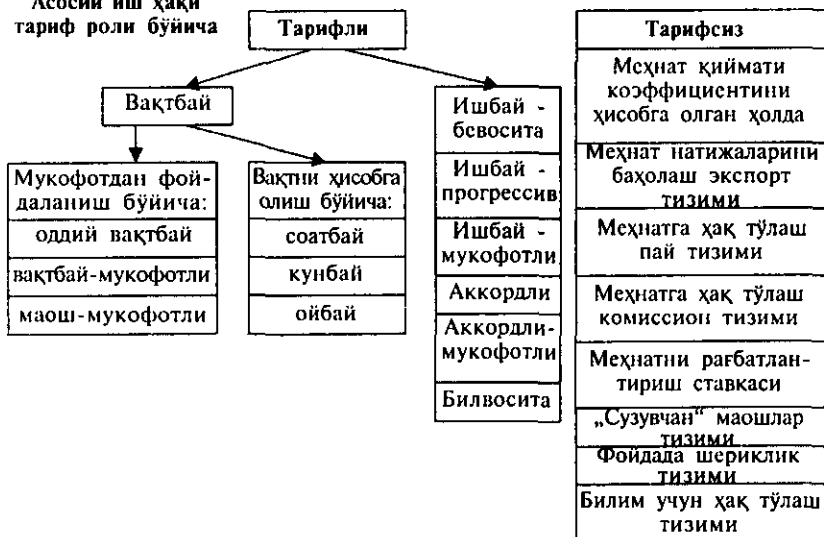 Асосий иш ҳақи
тариф роли бўйича
Тарифли
Вақтбай
Мукофотдан фой-
даланиш бўйича:
оддий вақтбай
вақтбай-мукофотли
маош-мукофотли
Вақтни ҳисобга
олиш бўйича:
соатбай
кунбай
ойбай
Ишбай -
бевосита
Ишбай -
прогрессив
Ишбай -
мукофотли
Аккордли
Аккордли-
мукофотли
Билвосита
Тарифсиз
Меҳнат қиймати
коэффициентини
ҳисобга олган ҳолда
Меҳнат натижаларини
баҳолаш экспорт
тизими
Меҳнатга ҳақ тўлаш
пай тизими
Меҳнатга ҳақ тўлаш
комиссион тизими
Меҳнатни рағбатлан-
тириш ставкаси
„Сузувчан“ маошлар
тизими
Фойдада шериклик
тизими
Билим учун ҳақ тўлаш
тизими